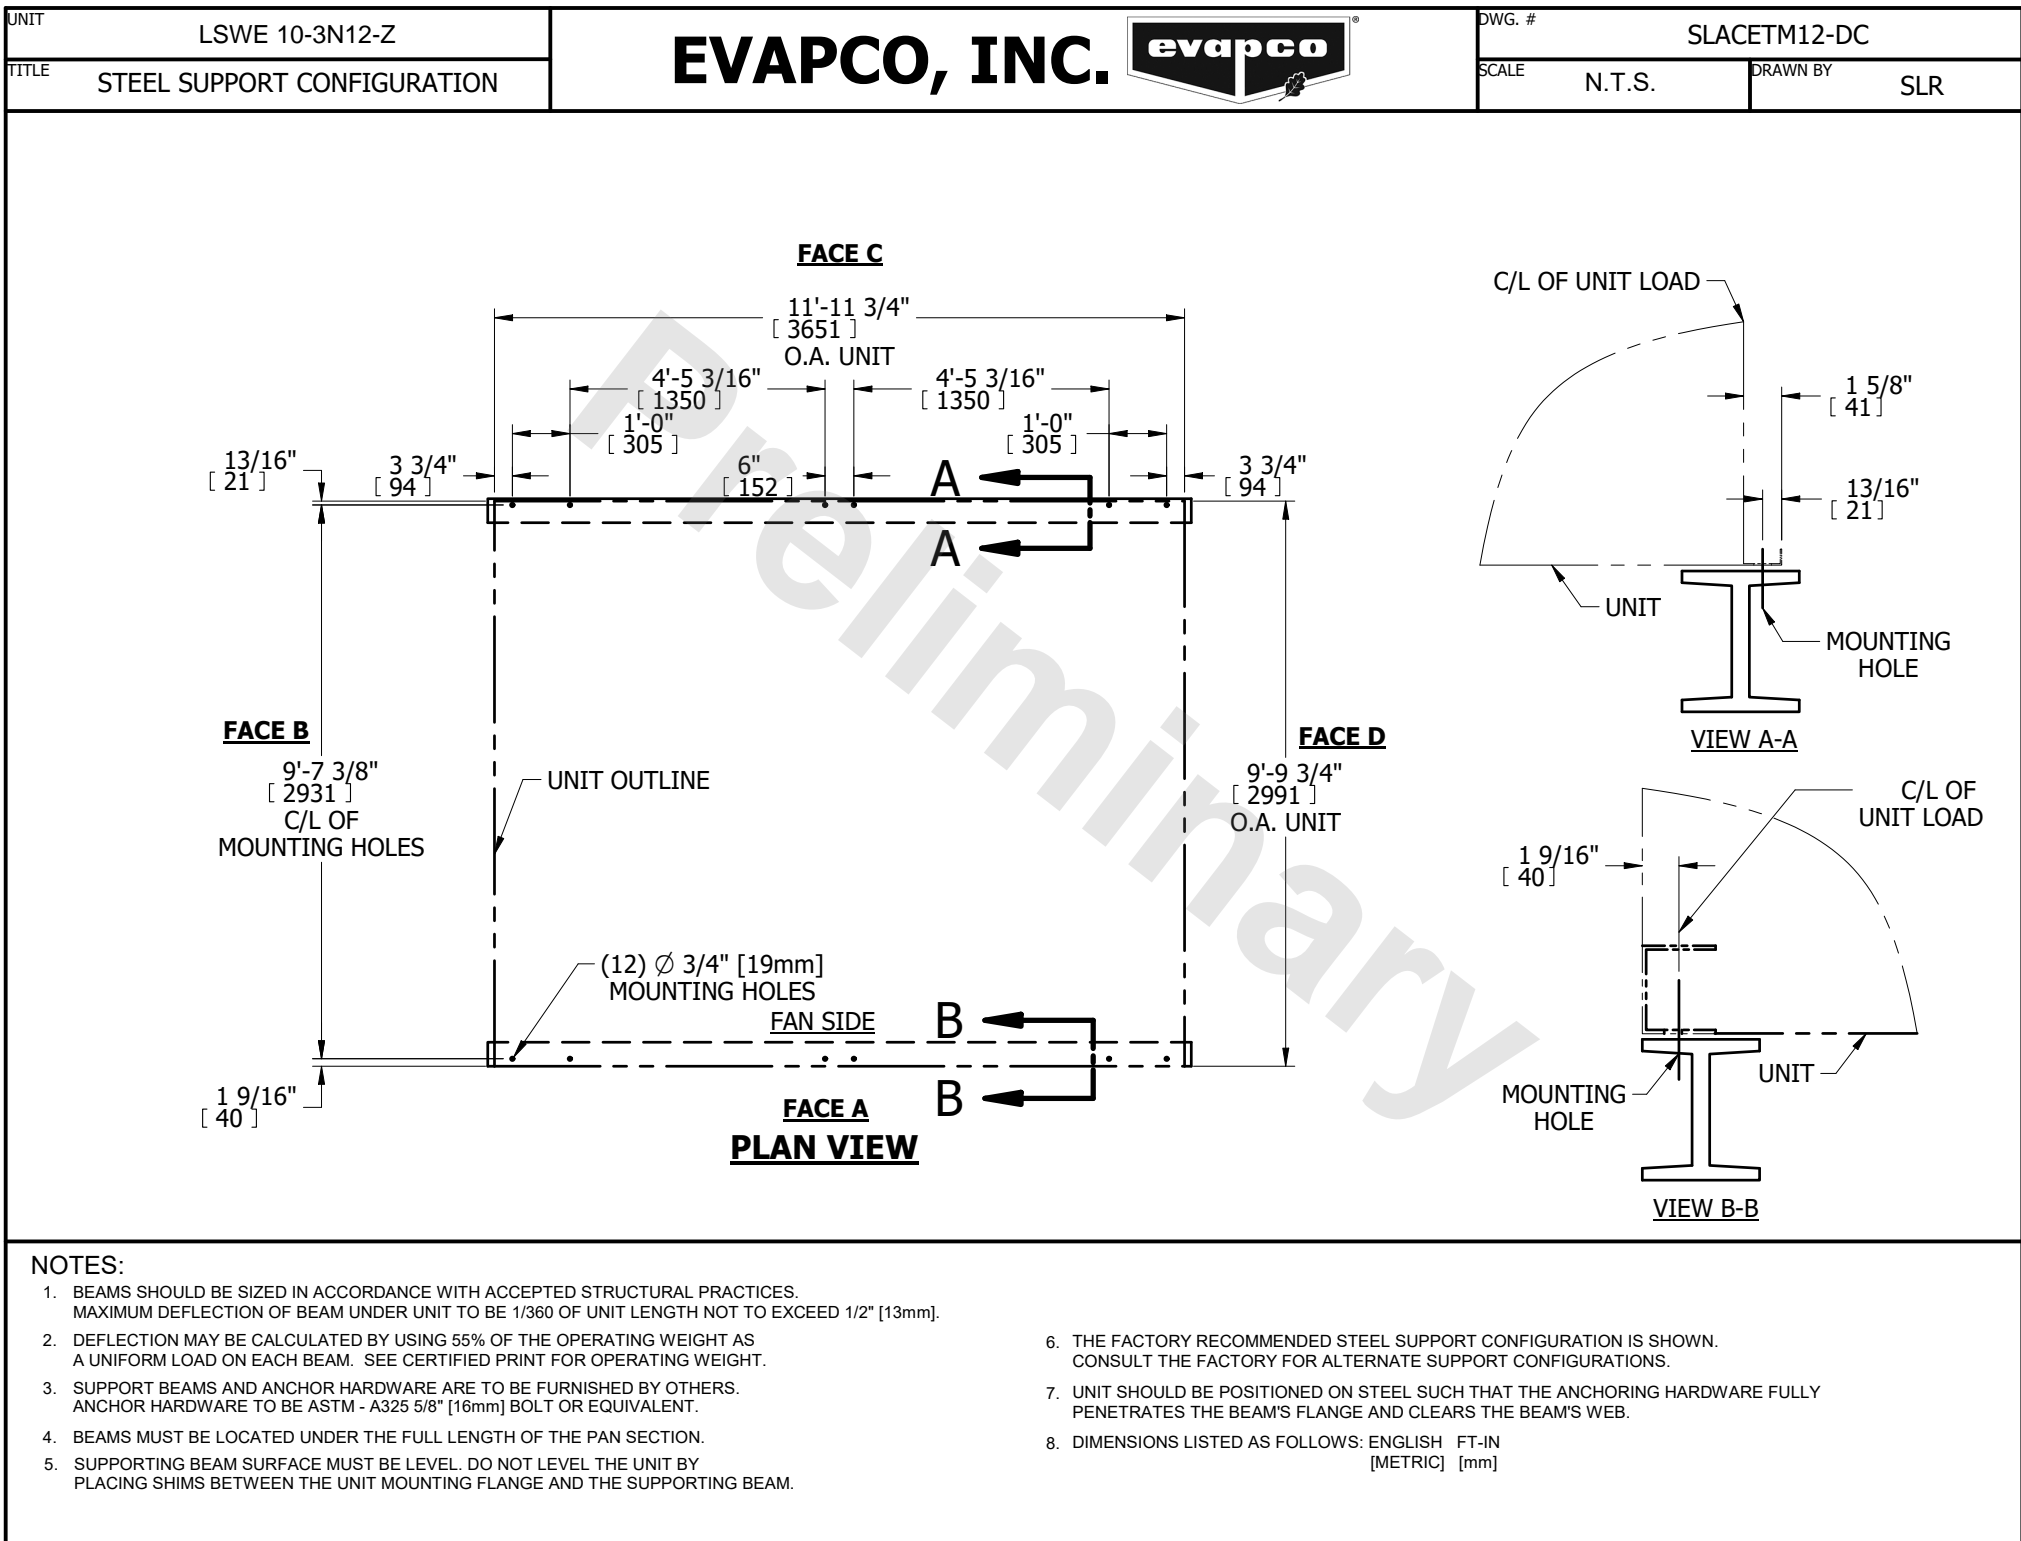 UNIT
LSWE 10-3N12-Z
TITLE
STEEL SUPPORT CONFIGURATION
EVAPCO, INC.
evapco
®
DWG. #
SLACETM12-DC
SCALE
N.T.S.
DRAWN BY
SLR
FACE C
11'-11 3/4"
[ 3651 ]
O.A. UNIT
4'-5 3/16"
[ 1350 ]
4'-5 3/16"
[ 1350 ]
1'-0"
[ 305 ]
1'-0"
[ 305 ]
13/16"
[ 21 ]
3 3/4"
[ 94 ]
6"
[ 152 ]
A
3 3/4"
[ 94 ]
A
FACE B
9'-7 3/8"
[ 2931 ]
C/L OF
MOUNTING HOLES
UNIT OUTLINE
FACE D
9'-9 3/4"
[ 2991 ]
O.A. UNIT
(12) Ø 3/4" [19mm]
MOUNTING HOLES
FAN SIDE
B
B
1 9/16"
[ 40 ]
FACE A
PLAN VIEW
Preliminary
C/L OF UNIT LOAD
1 5/8"
[ 41 ]
13/16"
[ 21 ]
UNIT
MOUNTING
HOLE
VIEW A-A
C/L OF
UNIT LOAD
1 9/16"
[ 40 ]
UNIT
MOUNTING
HOLE
VIEW B-B
NOTES:
1. BEAMS SHOULD BE SIZED IN ACCORDANCE WITH ACCEPTED STRUCTURAL PRACTICES.
MAXIMUM DEFLECTION OF BEAM UNDER UNIT TO BE 1/360 OF UNIT LENGTH NOT TO EXCEED 1/2" [13mm].
2. DEFLECTION MAY BE CALCULATED BY USING 55% OF THE OPERATING WEIGHT AS
A UNIFORM LOAD ON EACH BEAM. SEE CERTIFIED PRINT FOR OPERATING WEIGHT.
3. SUPPORT BEAMS AND ANCHOR HARDWARE ARE TO BE FURNISHED BY OTHERS.
ANCHOR HARDWARE TO BE ASTM - A325 5/8" [16mm] BOLT OR EQUIVALENT.
4. BEAMS MUST BE LOCATED UNDER THE FULL LENGTH OF THE PAN SECTION.
5. SUPPORTING BEAM SURFACE MUST BE LEVEL. DO NOT LEVEL THE UNIT BY
PLACING SHIMS BETWEEN THE UNIT MOUNTING FLANGE AND THE SUPPORTING BEAM.
6. THE FACTORY RECOMMENDED STEEL SUPPORT CONFIGURATION IS SHOWN.
CONSULT THE FACTORY FOR ALTERNATE SUPPORT CONFIGURATIONS.
7. UNIT SHOULD BE POSITIONED ON STEEL SUCH THAT THE ANCHORING HARDWARE FULLY
PENETRATES THE BEAM'S FLANGE AND CLEARS THE BEAM'S WEB.
8. DIMENSIONS LISTED AS FOLLOWS: ENGLISH FT-IN
[METRIC] [mm]